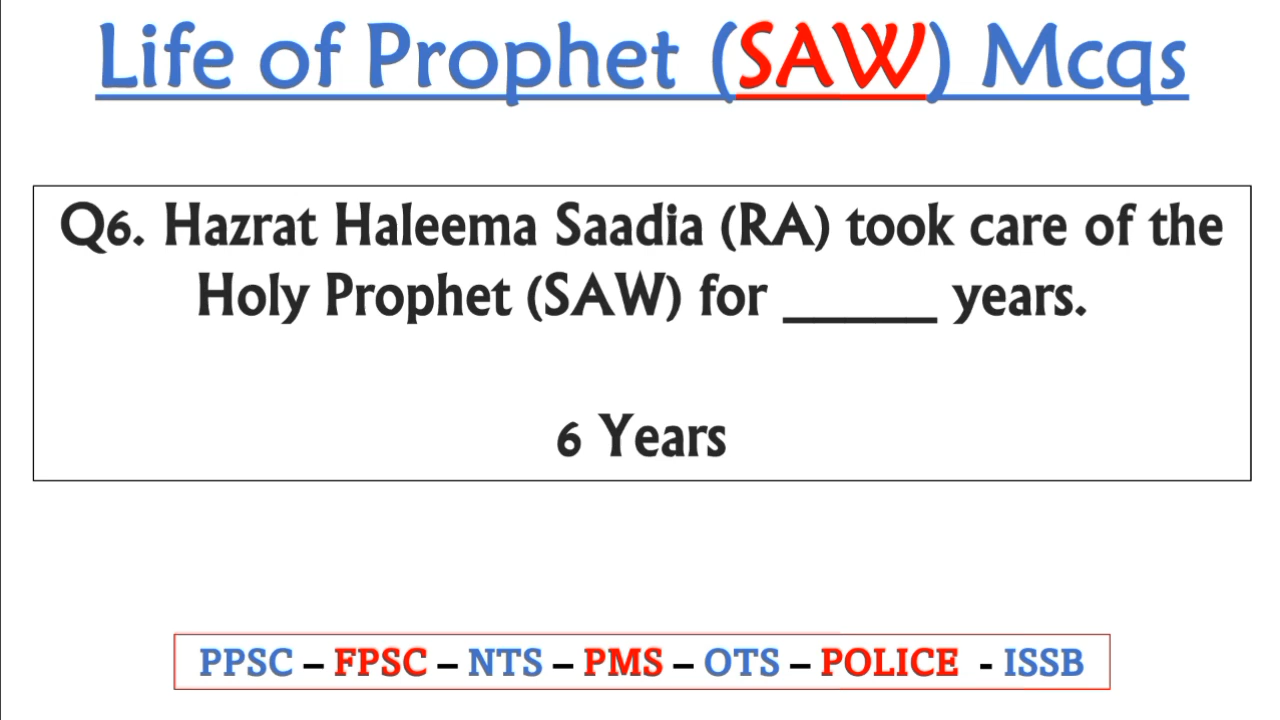 Life of Prophet (SAW) Mcqs
Q6. Hazrat Haleema Saadia (RA) took care of the
Holy Prophet (SAW) for ______ years.
6 Years
PPSC – FPSC – NTS – PMS – OTS – POLICE - ISSB